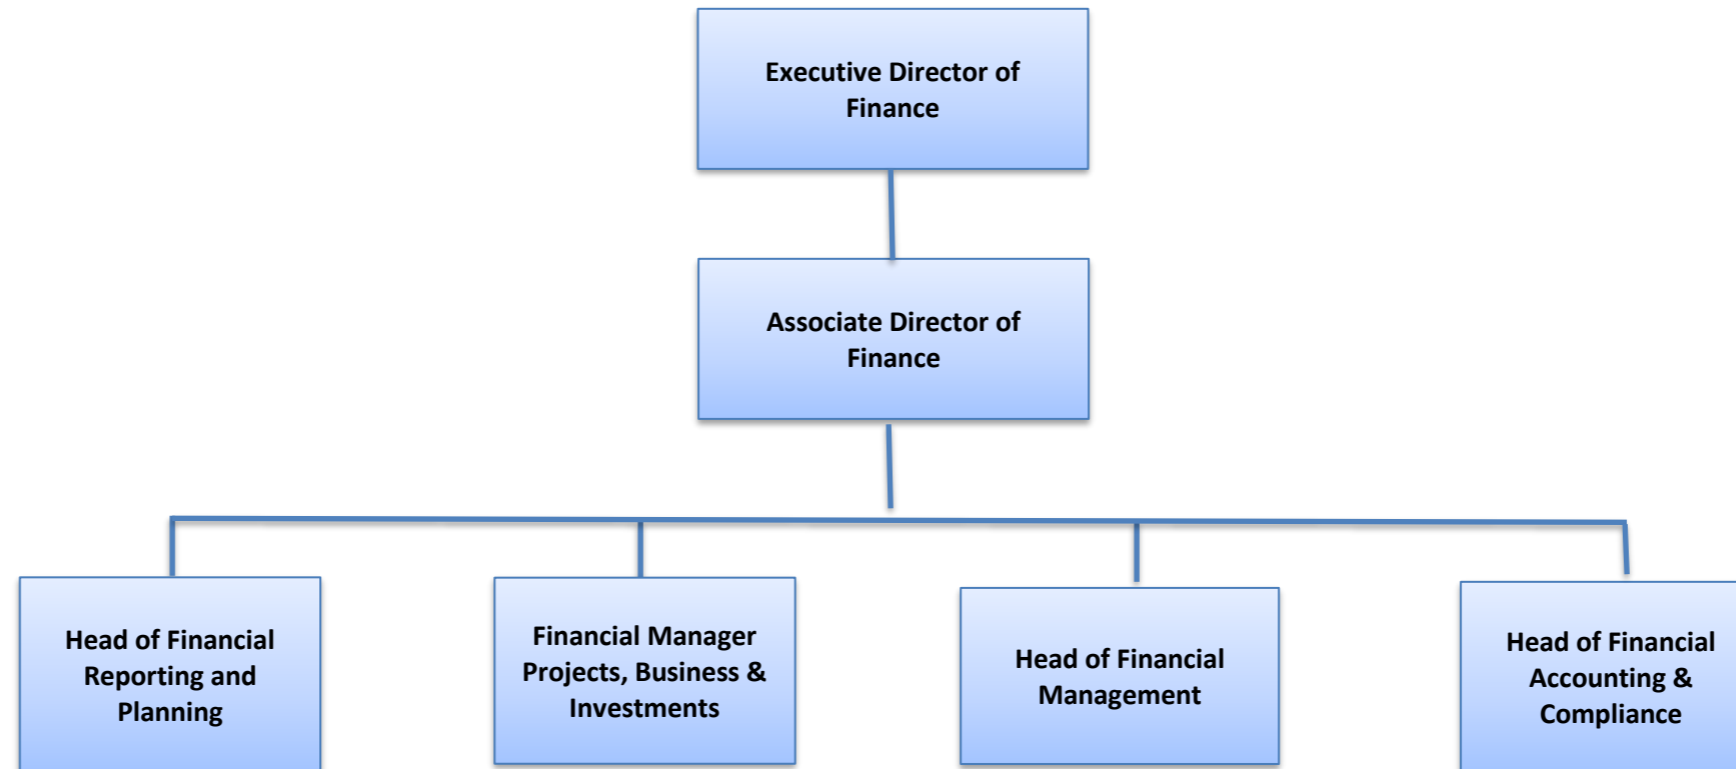 Executive Director of
Finance
Associate Director of
Finance
Head of Financial
Reporting and
Planning
Financial Manager
Projects, Business &
Investments
Head of Financial
Management
Head of Financial
Accounting &
Compliance